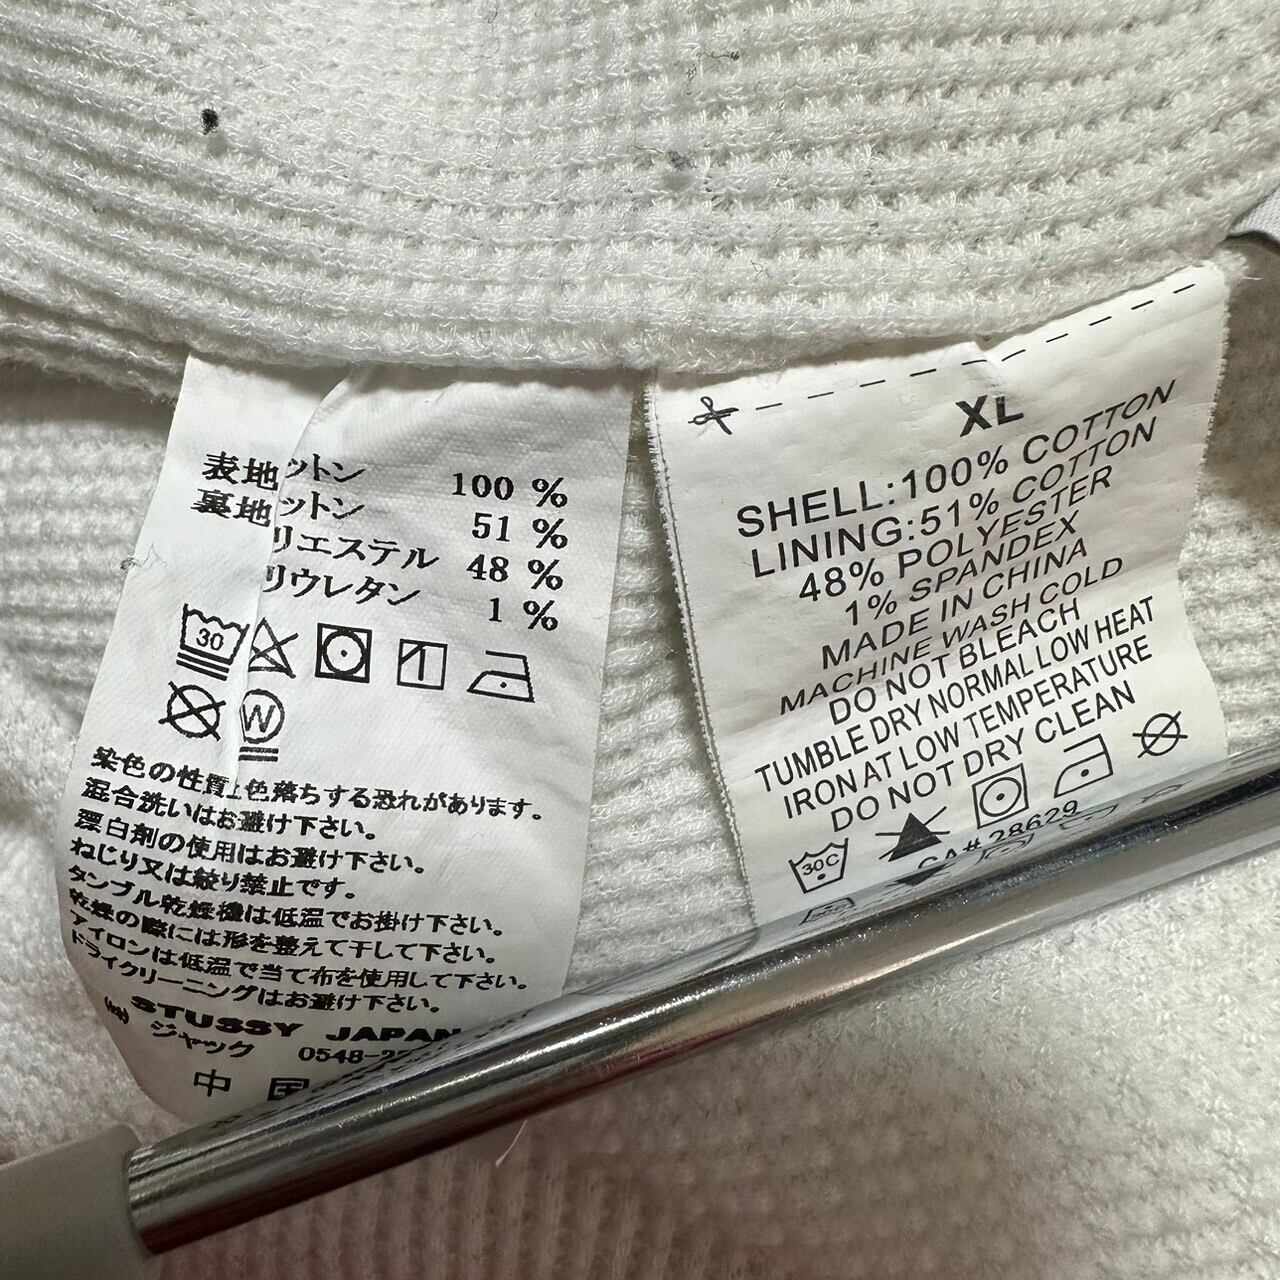 表地 ットン 100 %
裏地 ットン 51 %
リエステル 48 %
リウレタン 1 %
30
W
染色の性質上色落ちする恐れがあります。
混合洗いはお避け下さい。
漂白剤の使用はお避け下さい。
ねじり又は絞り禁止です。
タンブル乾燥機は低温でお掛け下さい。
乾燥の際には形を整えて干して下さい。
アイロンは低温で当て布を使用して下さい。
ドライクリーニングはお避け下さい。
STUSSY JAPAN
(株) ジャック 0548-22
中 国
XL
SHELL:100% COTTON
LINING:51% COTTON
48% POLYESTER
1% SPANDEX
MADE IN CHINA
MACHINE WASH COLD
DO NOT BLEACH
TUMBLE DRY NORMAL LOW HEAT
IRON AT LOW TEMPERATURE
DO NOT DRY CLEAN
30C
CA# 28629